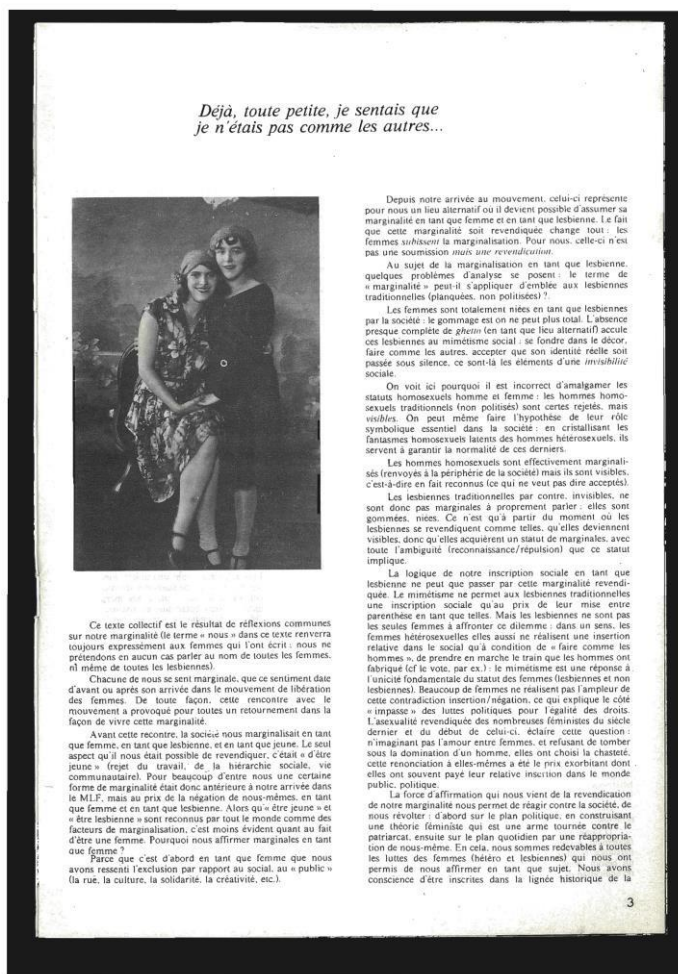 Déjà, toute petite, je sentais que
je n'étais pas comme les autres...
Ce texte collectif est le résultat de réflexions communes
sur notre marginalité (le terme « nous » dans ce texte renverra
toujours expressément aux femmes qui l'ont écrit : nous ne
prétendons en aucun cas parler au nom de toutes les femmes,
ni même de toutes les lesbiennes).
Chacune de nous se sent marginale, que ce sentiment date
d'avant ou après son arrivée dans le mouvement de libération
des femmes. De toute façon, cette rencontre avec le
mouvement a provoqué pour toutes un retournement dans la
façon de vivre cette marginalité.
Avant cette recontre, la société nous marginalisait en tant
que femme, en tant que lesbienne, et en tant que jeune. Le seul
aspect qu'il nous était possible de revendiquer, c'était « d'être
jeune » (rejet du travail, de la hiérarchie sociale, vie
communautaire). Pour beaucoup d'entre nous une certaine
forme de marginalité était donc antérieure à notre arrivée dans
le MLF, mais au prix de la négation de nous-mêmes, en tant
que femme et en tant que lesbienne. Alors qu'« être jeune » et
« être lesbienne » sont reconnus par tout le monde comme des
facteurs de marginalisation, c'est moins évident quant au fait
d'être une femme. Pourquoi nous affirmer marginales en tant
que femme ?
Parce que c'est d'abord en tant que femme que nous
avons ressenti l'exclusion par rapport au social, au « public »
(la rue, la culture, la solidarité, la créativité, etc.).
Depuis notre arrivée au mouvement, celui-ci représente
pour nous un lieu alternatif où il devient possible d'assumer sa
marginalité en tant que femme et en tant que lesbienne. Le fait
que cette marginalité soit revendiquée change tout : les
femmes subissent la marginalisation. Pour nous, celle-ci n'est
pas une soumission mais une revendication.
Au sujet de la marginalisation en tant que lesbienne,
quelques problèmes d'analyse se posent : le terme de
« marginalité » peut-il s'appliquer d'emblée aux lesbiennes
traditionnelles (planquées, non politisées) ?.
Les femmes sont totalement niées en tant que lesbiennes
par la société : le gommage est on ne peut plus total. L'absence
presque complète de ghetto (en tant que lieu alternatif) accule
ces lesbiennes au mimétisme social : se fondre dans le décor,
faire comme les autres, accepter que son identité réelle soit
passée sous silence, ce sont-là les éléments d'une invisibilité
sociale.
On voit ici pourquoi il est incorrect d'amalgamer les
statuts homosexuels homme et femme : les hommes homo-
sexuels traditionnels (non politisés) sont certes rejetés, mais
visibles. On peut même faire l'hypothèse de leur rôle
symbolique essentiel dans la société : en cristallisant les
fantasmes homosexuels latents des hommes hétérosexuels, ils
servent à garantir la normalité de ces derniers.
Les hommes homosexuels sont effectivement marginali-
sés (renvoyés à la périphérie de la société) mais ils sont visibles,
c'est-à-dire en fait reconnus (ce qui ne veut pas dire acceptés).
Les lesbiennes traditionnelles par contre, invisibles, ne
sont donc pas marginales à proprement parler : elles sont
gommées, niées. Ce n'est qu'à partir du moment où les
lesbiennes se revendiquent comme telles, qu'elles deviennent
visibles, donc qu'elles acquièrent un statut de marginales, avec
toute l'ambiguïté (reconnaissance/répulsion) que ce statut
implique.
La logique de notre inscription sociale en tant que
lesbienne ne peut que passer par cette marginalité revendi-
quée. Le mimétisme ne permet aux lesbiennes traditionnelles
une inscription sociale qu'au prix de leur mise entre
parenthèse en tant que telles. Mais les lesbiennes ne sont pas
les seules femmes à affronter ce dilemme : dans un sens, les
femmes hétérosexuelles elles aussi ne réalisent une insertion
relative dans le social qu'à condition de « faire comme les
hommes », de prendre en marche le train que les hommes ont
fabriqué (cf le vote, par ex.) : le mimétisme est une réponse à
l'unicité fondamentale du statut des femmes (lesbiennes et non
lesbiennes). Beaucoup de femmes ne réalisent pas l'ampleur de
cette contradiction insertion/négation, ce qui explique le côté
« impasse » des luttes politiques pour l'égalité des droits.
L'asexualité revendiquée des nombreuses féministes du siècle
dernier et du début de celui-ci, éclaire cette question :
n'imaginant pas l'amour entre femmes, et refusant de tomber
sous la domination d'un homme, elles ont choisi la chasteté,
cette renonciation à elles-mêmes a été le prix exorbitant dont
elles ont souvent payé leur relative insertion dans le monde
public, politique.
La force d'affirmation qui nous vient de la revendication
de notre marginalité nous permet de réagir contre la société, de
nous révolter : d'abord sur le plan politique, en construisant
une théorie féministe qui est une arme tournée contre le
patriarcat, ensuite sur le plan quotidien par une réappropria-
tion de nous-même. En cela, nous sommes redevables à toutes
les luttes des femmes (hétéro et lesbiennes) qui nous ont
permis de nous affirmer en tant que sujet. Nous avons
conscience d'être inscrites dans la lignée historique de la
3